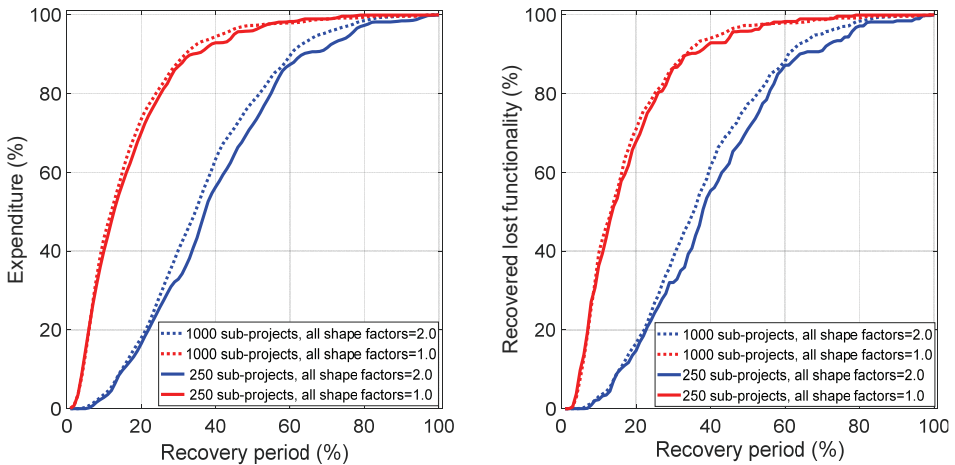 Expenditure (%)
100
80
60
40
20
0
1000 sub-projects, all shape factors=2.0
1000 sub-projects, all shape factors=1.0
250 sub-projects, all shape factors=2.0
250 sub-projects, all shape factors=1.0
0 20 40 60 80 100
Recovery period (%)
Recovered lost functionality (%)
100
80
60
40
20
0
1000 sub-projects, all shape factors=2.0
1000 sub-projects, all shape factors=1.0
250 sub-projects, all shape factors=2.0
250 sub-projects, all shape factors=1.0
0 20 40 60 80 100
Recovery period (%)